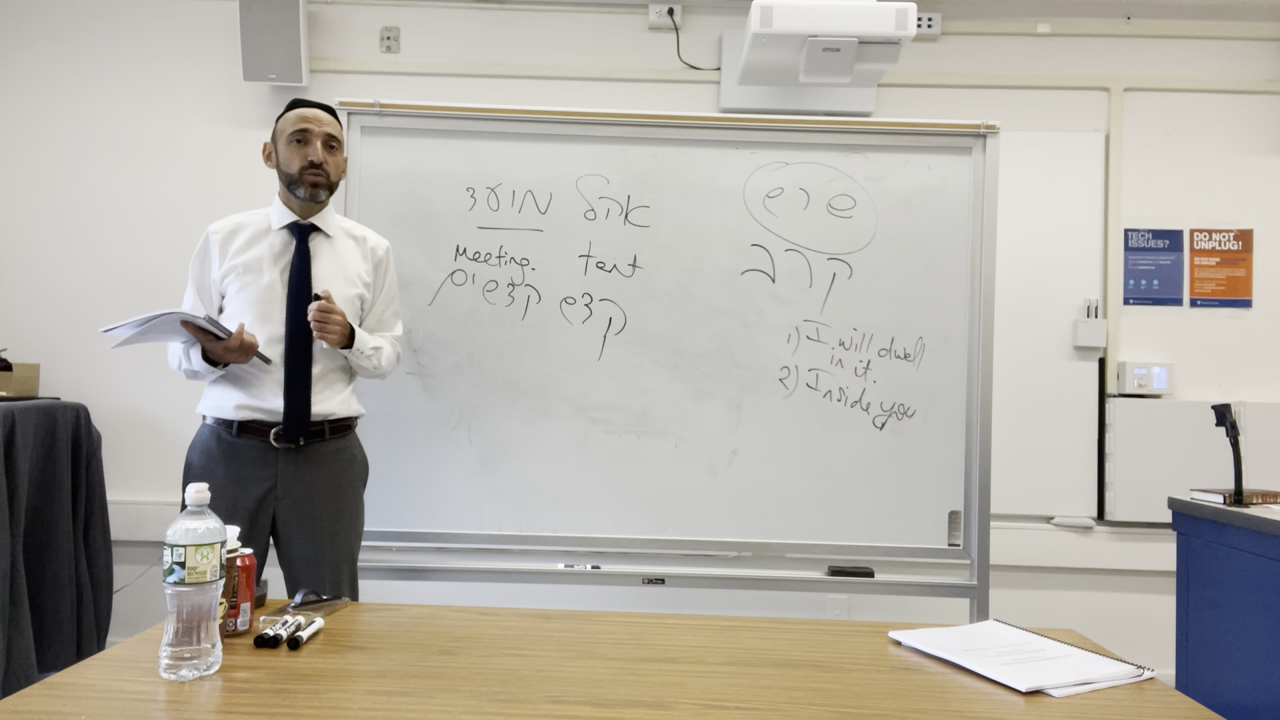 EPSON
אהל מועד
Meeting. tent
קדש קדשים
שרש
קרב
1) I will dwell
in it.
2) Inside you
TECH
ISSUES?
DO NOT
UNPLUG!